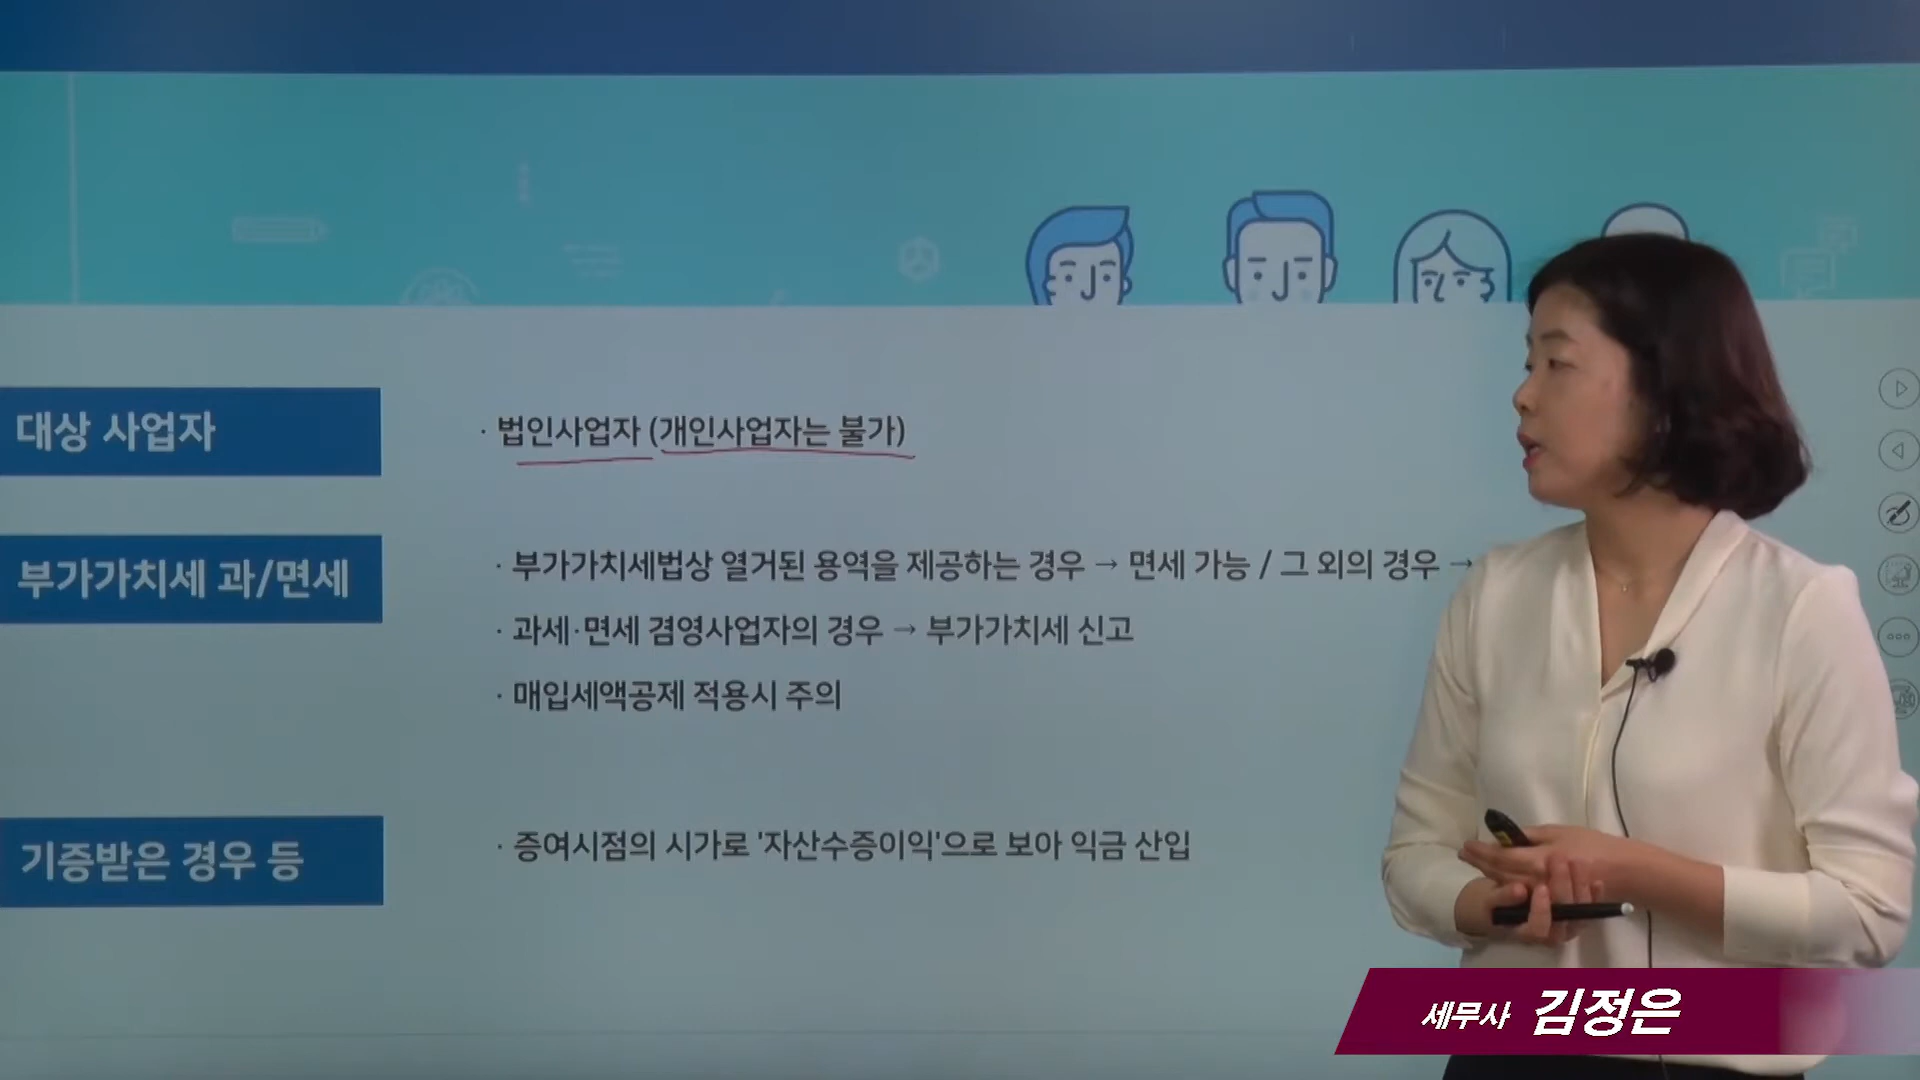 대상 사업자
· 법인사업자 (개인사업자는 불가)
부가가치세 과/면세
· 부가가치세법상 열거된 용역을 제공하는 경우 → 면세 가능 / 그 외의 경우 →
· 과세·면세 겸영사업자의 경우 → 부가가치세 신고
· 매입세액공제 적용시 주의
기증받은 경우 등
· 증여시점의 시가로 '자산수증이익'으로 보아 익금 산입
세무사 김정은